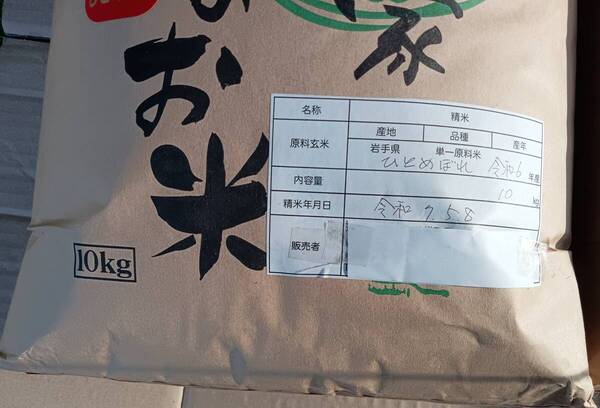 お米
10kg
名称 精米
原料玄米 産地 品種 産年
岩手県 単一原料米
ひとめぼれ 令和6年産
内容量 10 kg
精米年月日 令和 7.5.8
販売者